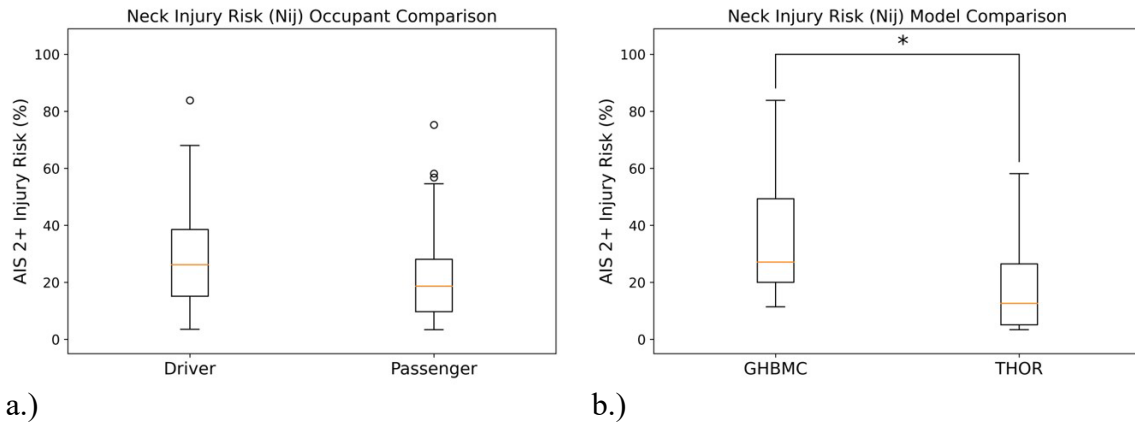 Neck Injury Risk (Nij) Occupant Comparison
AIS 2+ Injury Risk (%)
100
80
60
40
20
0
Driver Passenger
a.)
Neck Injury Risk (Nij) Model Comparison
AIS 2+ Injury Risk (%)
100
80
60
40
20
0
*
GHBMC THOR
b.)